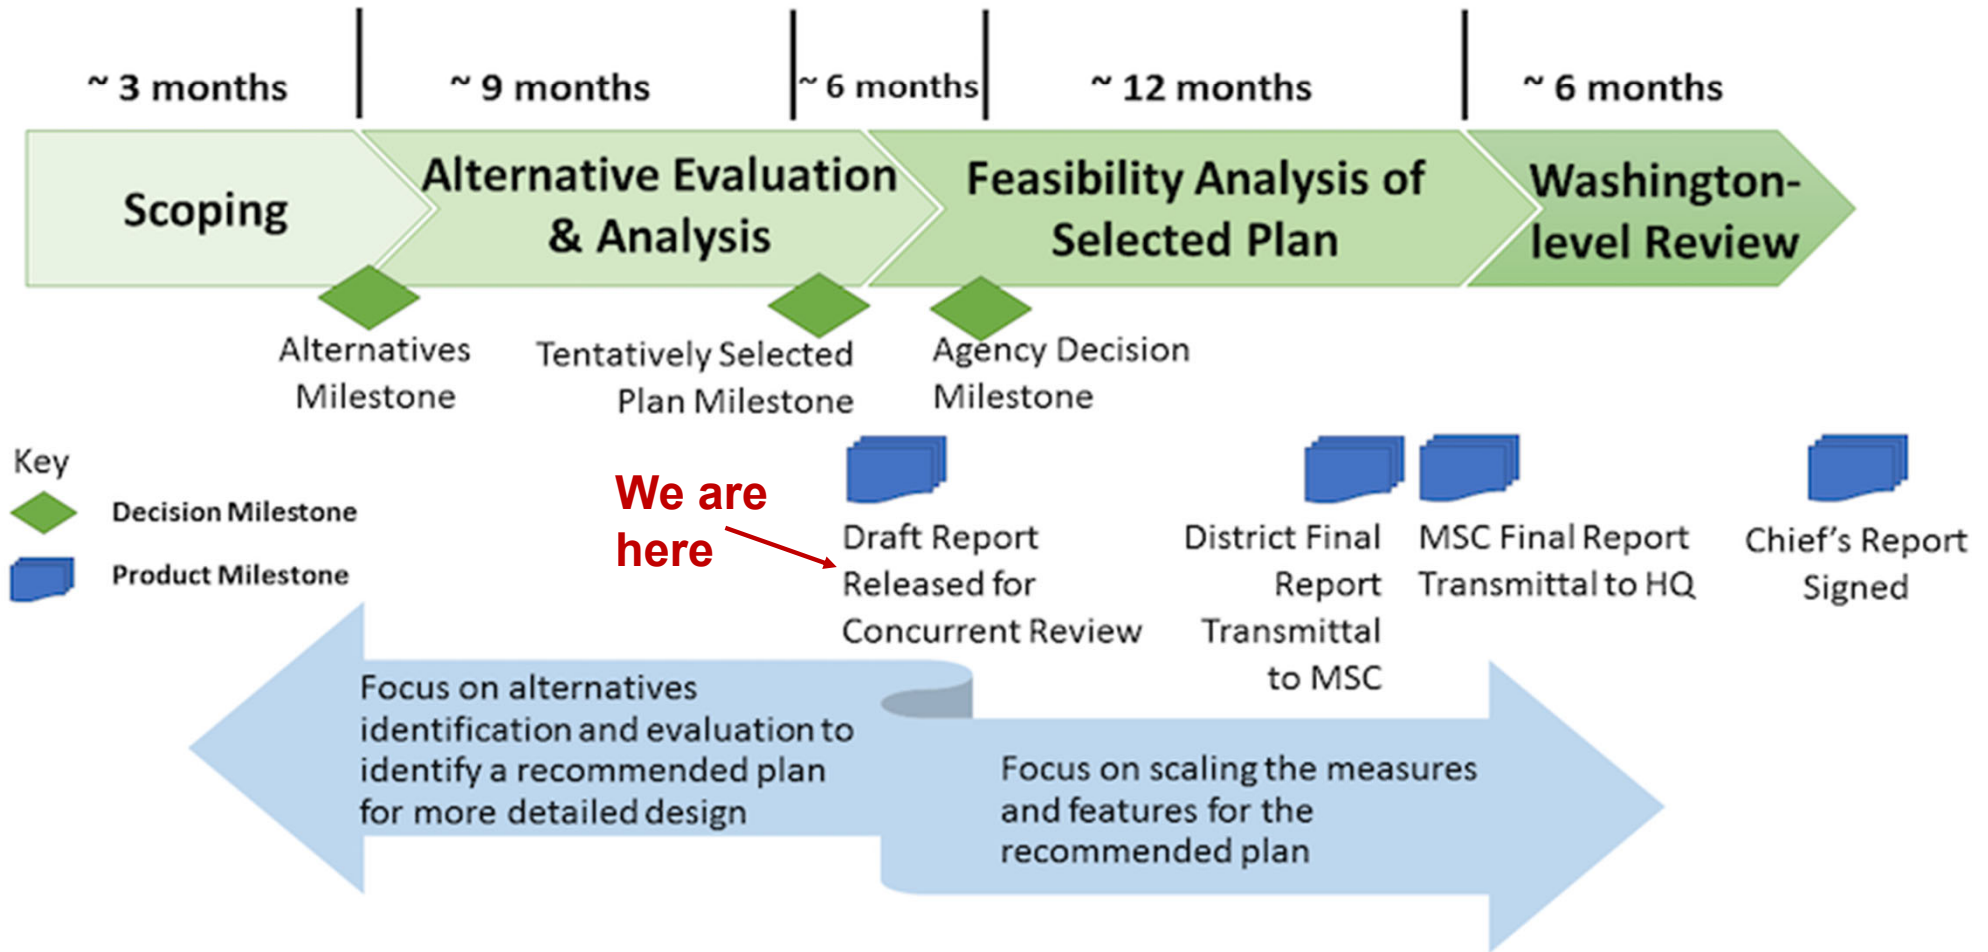 ~ 3 months
~ 9 months
~ 6 months
~ 12 months
~ 6 months
Scoping
Alternative Evaluation
& Analysis
Feasibility Analysis of
Selected Plan
Washington-
level Review
Alternatives
Milestone
Tentatively Selected
Plan Milestone
Agency Decision
Milestone
Key
Decision Milestone
Product Milestone
We are
here
Draft Report
Released for
Concurrent Review
District Final
Report
Transmittal
to MSC
MSC Final Report
Transmittal to HQ
Chief's Report
Signed
Focus on alternatives
identification and evaluation to
identify a recommended plan
for more detailed design
Focus on scaling the measures
and features for the
recommended plan